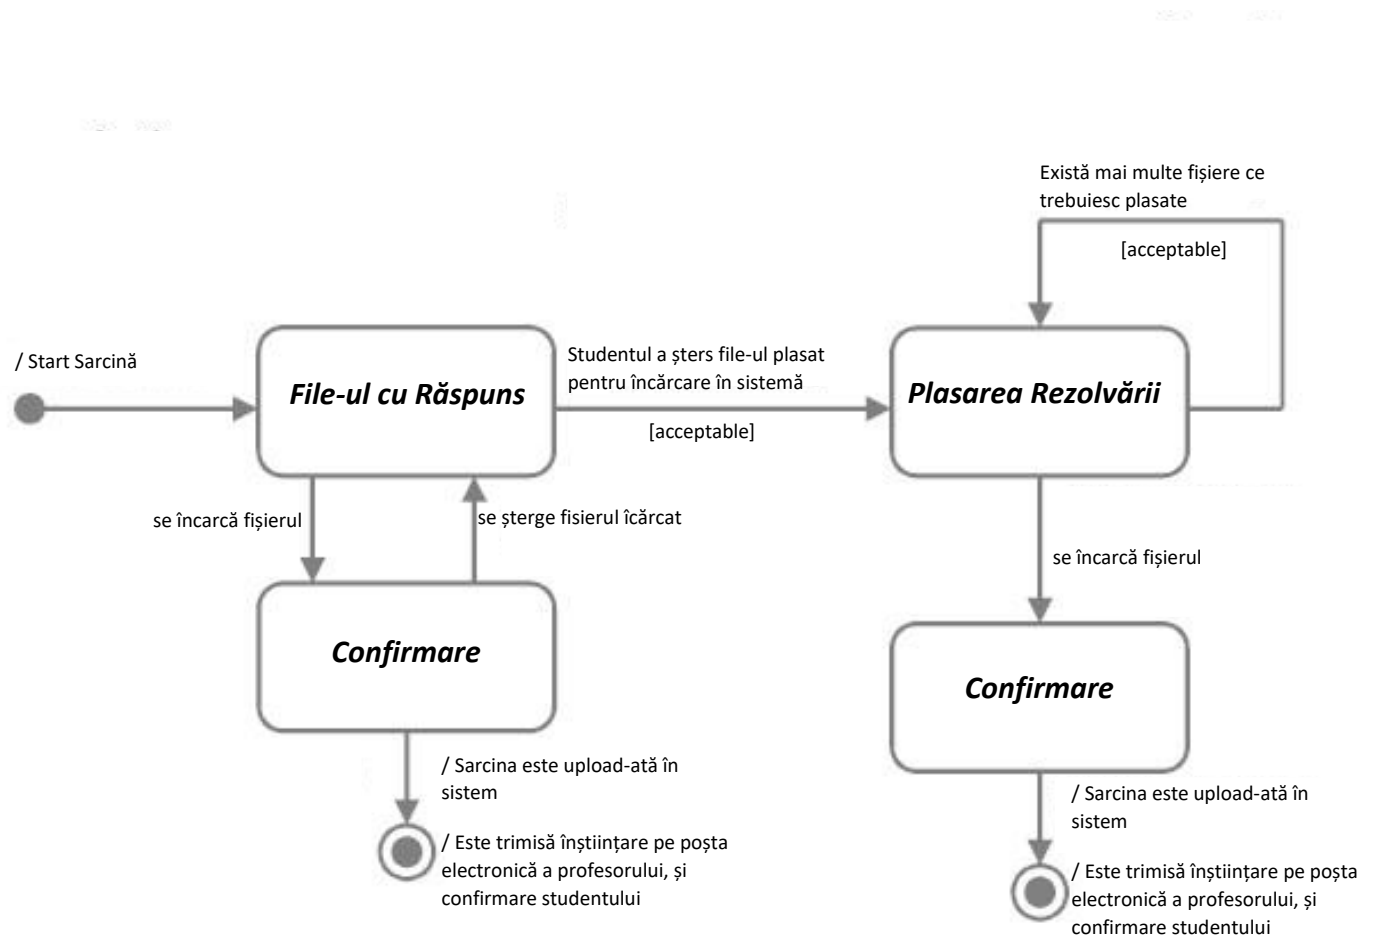 Există mai multe fișiere ce
trebuiesc plasate
[acceptable]
/ Start Sarcină
File-ul cu Răspuns
Studentul a șters file-ul plasat
pentru încărcare în sistemă
[acceptable]
Plasarea Rezolvării
se încarcă fișierul
se șterge fisierul îcărcat
se încarcă fișierul
Confirmare
Confirmare
/ Sarcina este upload-ată în
sistem
/ Este trimisă înștiințare pe poșta
electronică a profesorului, și
confirmare studentului
/ Sarcina este upload-ată în
sistem
/ Este trimisă înștiințare pe poșta
electronică a profesorului, și
confirmare studentului